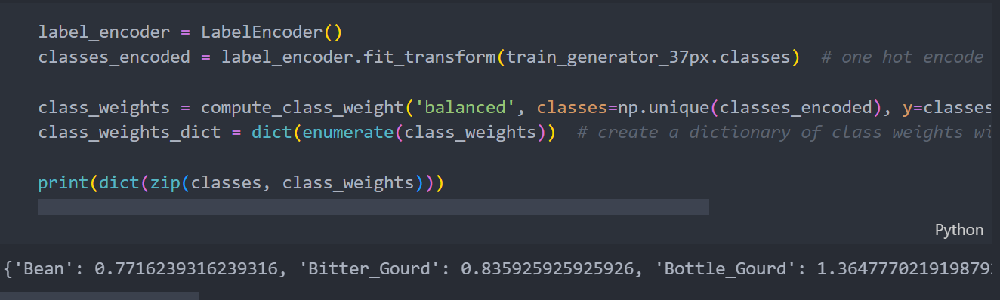 label_encoder = LabelEncoder()
classes_encoded = label_encoder.fit_transform(train_generator_37px.classes)  # one hot encode
class_weights = compute_class_weight('balanced', classes=np.unique(classes_encoded), y=classes
class_weights_dict = dict(enumerate(class_weights))  # create a dictionary of class weights wi
print(dict(zip(classes, class_weights)))
Python
{'Bean': 0.7716239316239316, 'Bitter_Gourd': 0.835925925925926, 'Bottle_Gourd': 1.364777021919879